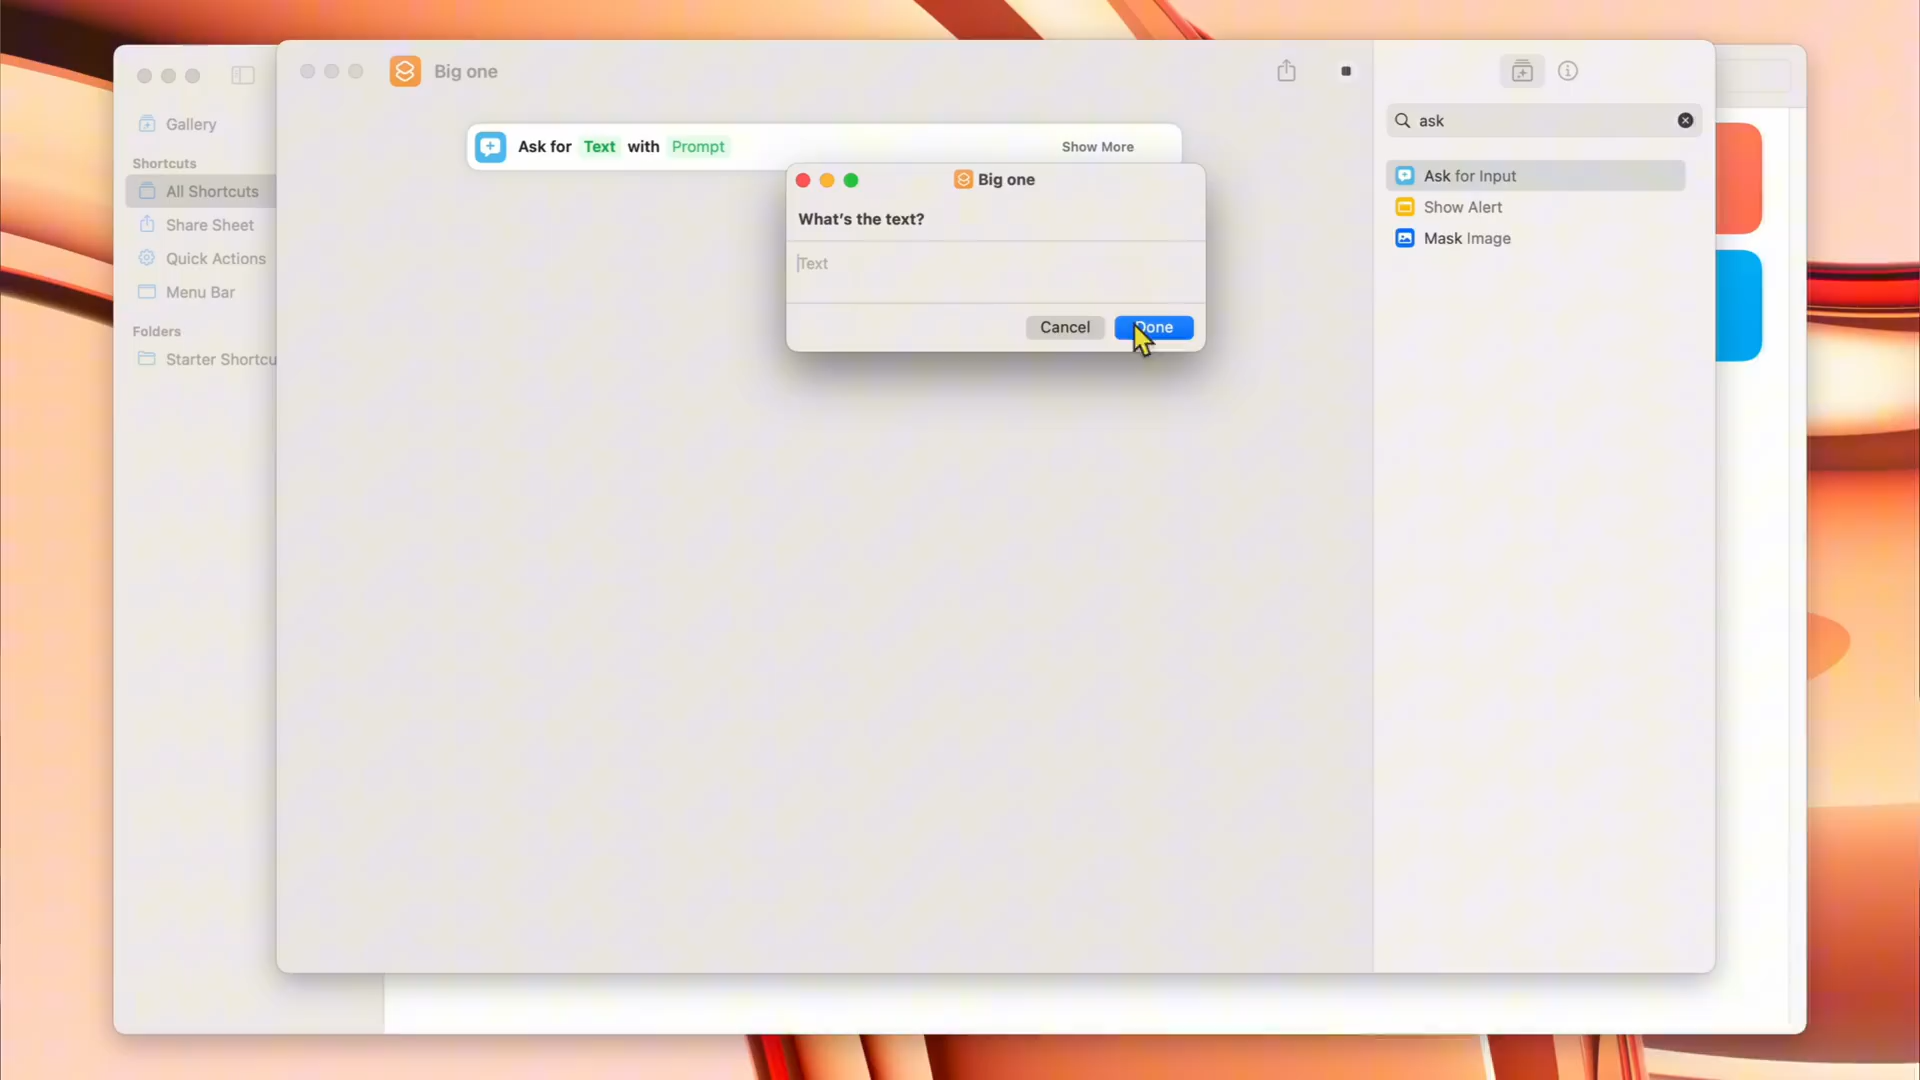 Big one
Gallery
Shortcuts
All Shortcuts
Share Sheet
Quick Actions
Menu Bar
Folders
Starter Shortcu
Ask for Text with Prompt
Show More
Big one
What's the text?
Text
Cancel
Done
ask
Ask for Input
Show Alert
Mask Image